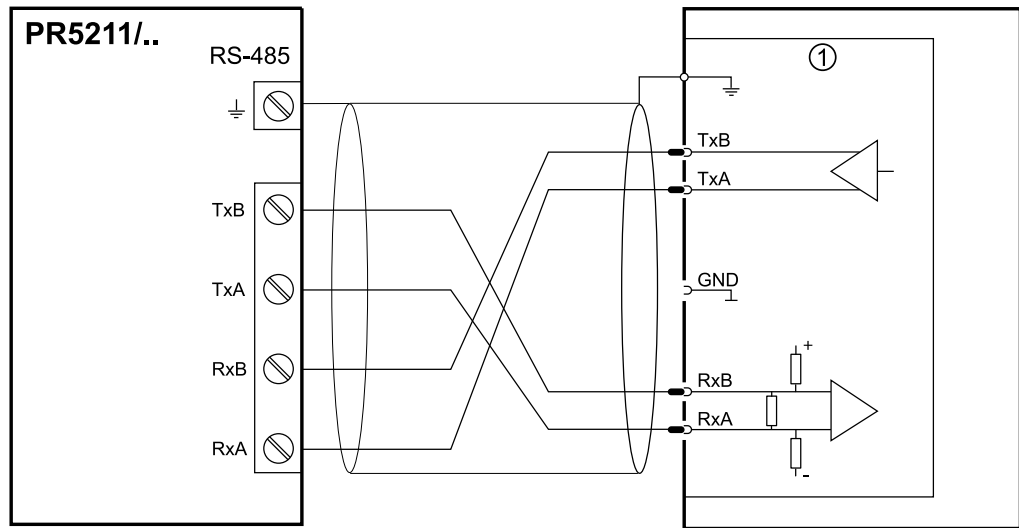 PR5211/..
RS-485
TxB
TxA
RxB
RxA
①
TxB
TxA
GND
RxB
RxA
+
-